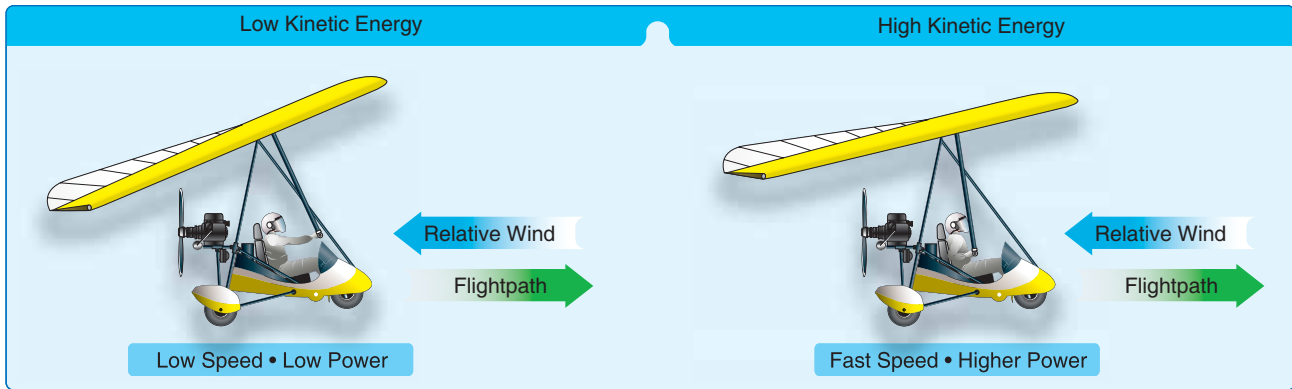 Low Kinetic Energy
Relative Wind
Flightpath
Low Speed • Low Power
High Kinetic Energy
Relative Wind
Flightpath
Fast Speed • Higher Power